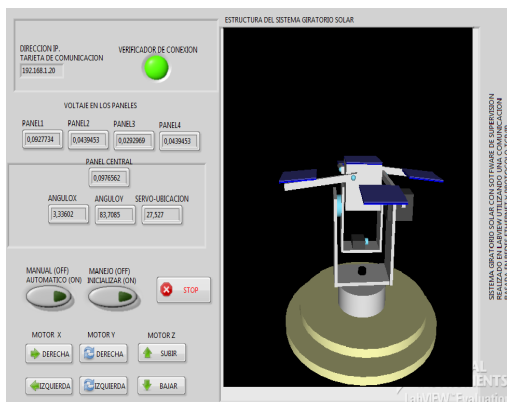 ESTRUCTURA DEL SISTEMA GIRATORIO SOLAR
DIRECCION IP.
TARJETA DE COMUNICACION
192.168.1.20
VERIFICADOR DE CONEXION
VOLTAJE EN LOS PANELES
PANEL1 PANEL2 PANEL3 PANEL4
0,0927734 0,0439453 0,0292969 0,0439453
PANEL CENTRAL
0,0976562
ANGULOX ANGULOY SERVO-UBICACION
3,33602 83,7085 27,527
MANUAL (OFF)
AUTOMATICO (ON)
MANEJO (OFF)
INICIALIZAR (ON)
STOP
MOTOR X MOTOR Y MOTOR Z
DERECHA DERECHA SUBIR
IZQUIERDA IZQUIERDA BAJAR
SISTEMA GIRATORIO SOLAR CON SOTFWARE DE SUPERVISION
REALIZADO EN LABVIEW UTILIZANDO UNA COMUNICACION
LabVIEW Evaluation